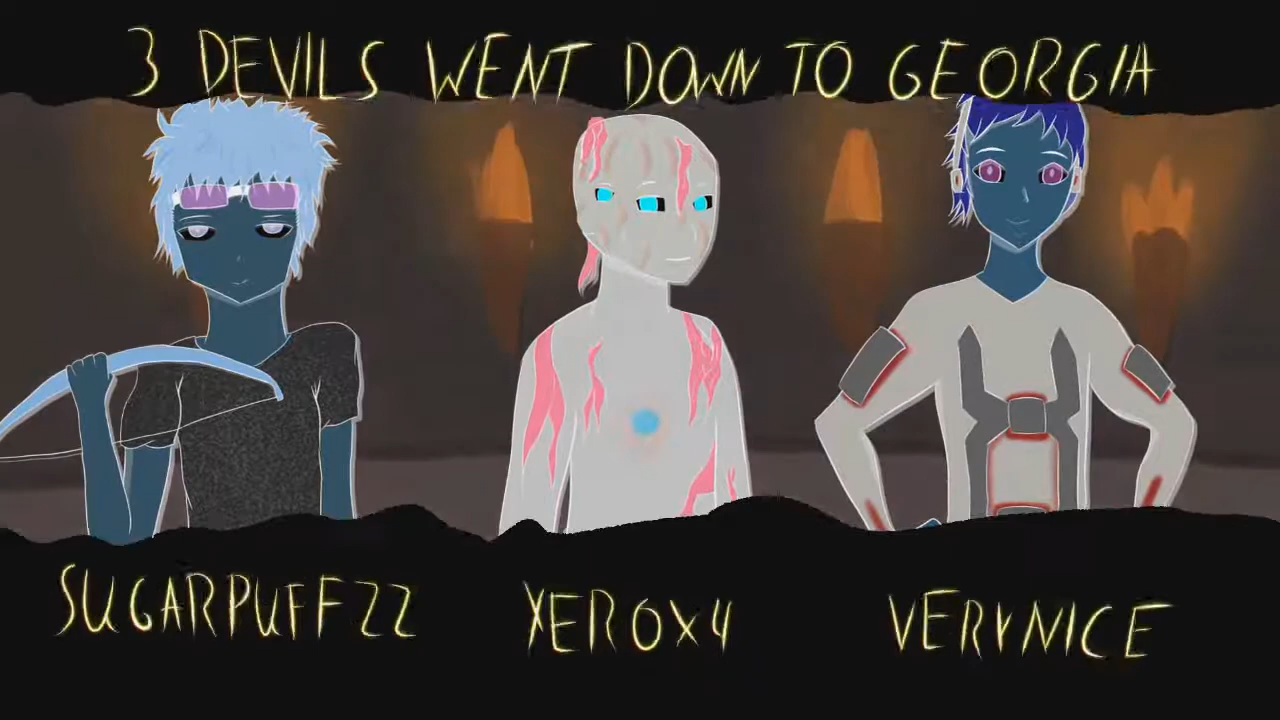 3 DEVILS WENT DOWN TO GEORGIA
SUGARPUFFZZ XEROX4 VERYNICE